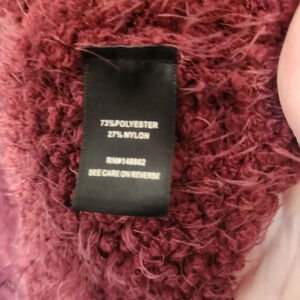 73%POLYESTER
27%NYLON
RN#148862
SEE CARE ON REVERSE